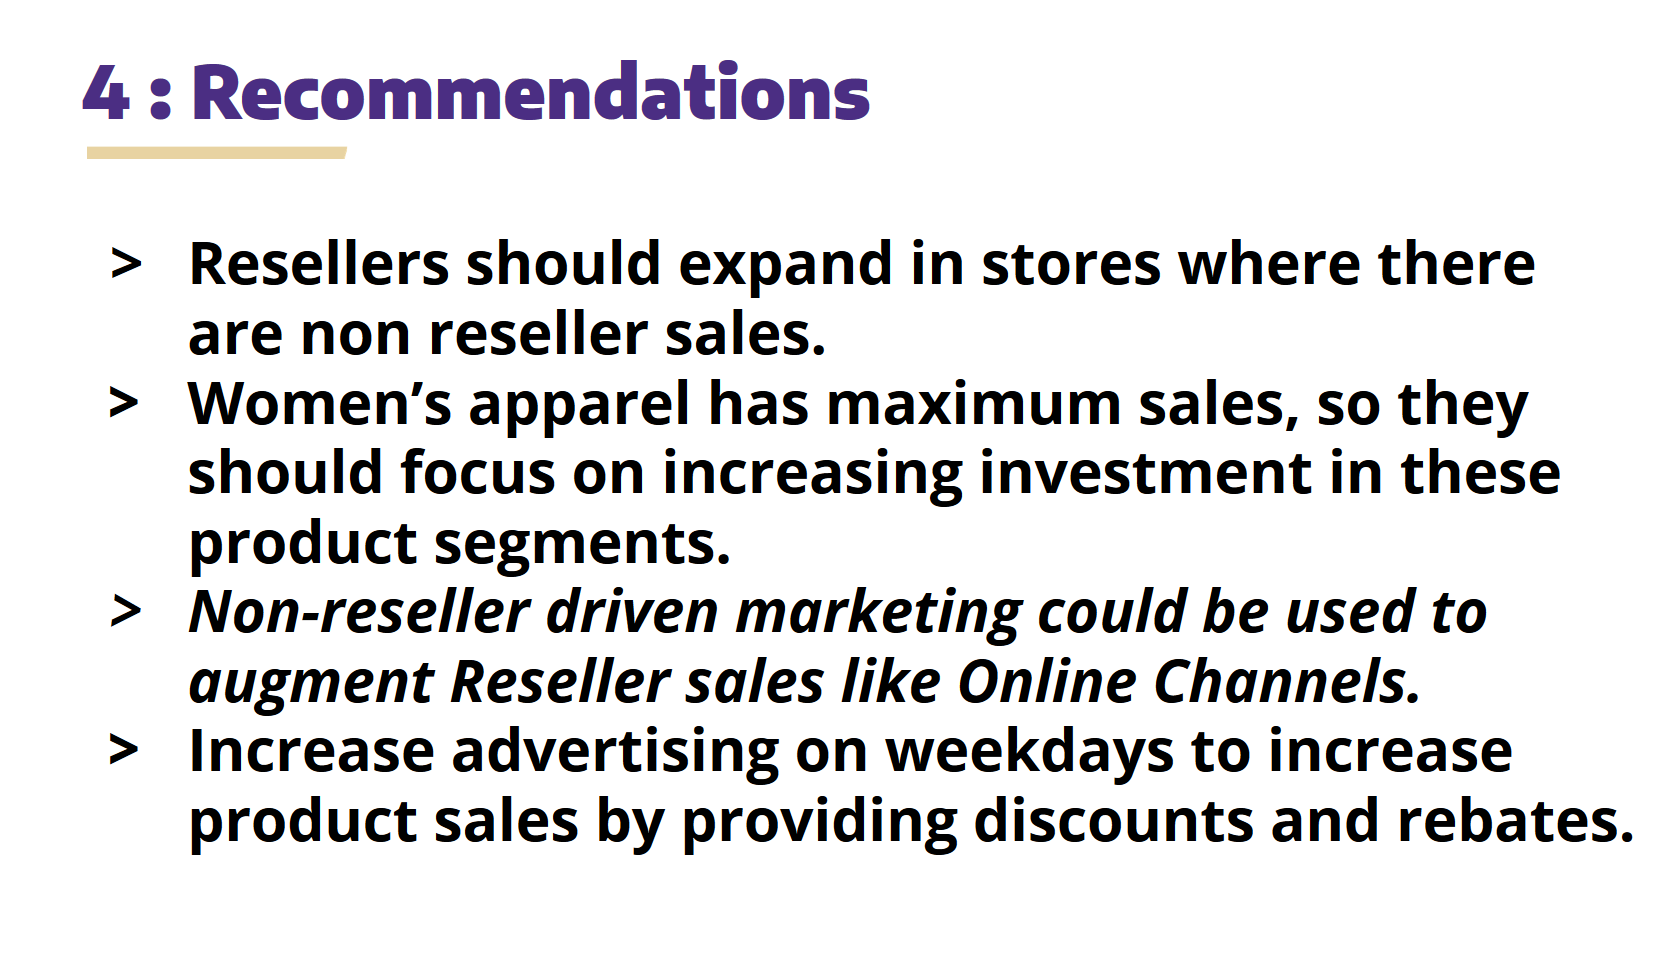 4 : Recommendations
> Resellers should expand in stores where there
are non reseller sales.
> Women’s apparel has maximum sales, so they
should focus on increasing investment in these
product segments.
> Non-reseller driven marketing could be used to
augment Reseller sales like Online Channels.
> Increase advertising on weekdays to increase
product sales by providing discounts and rebates.